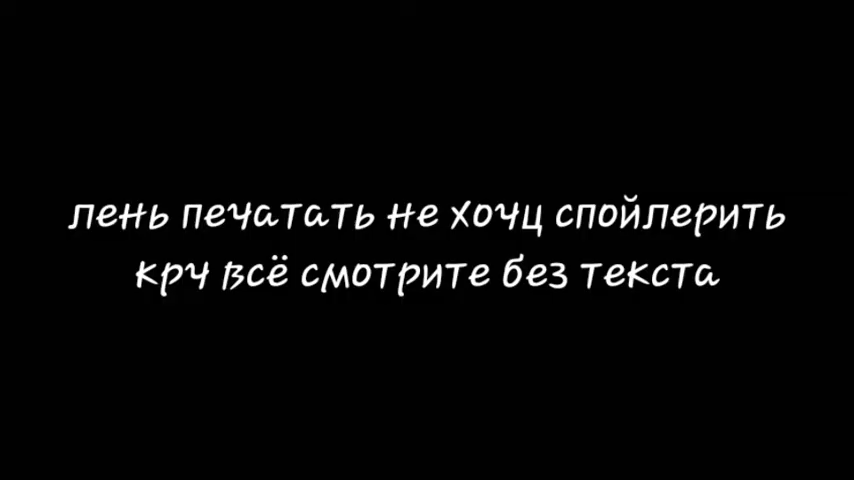 лень печатать не хочц спойлерить
крч всё смотрите без текста